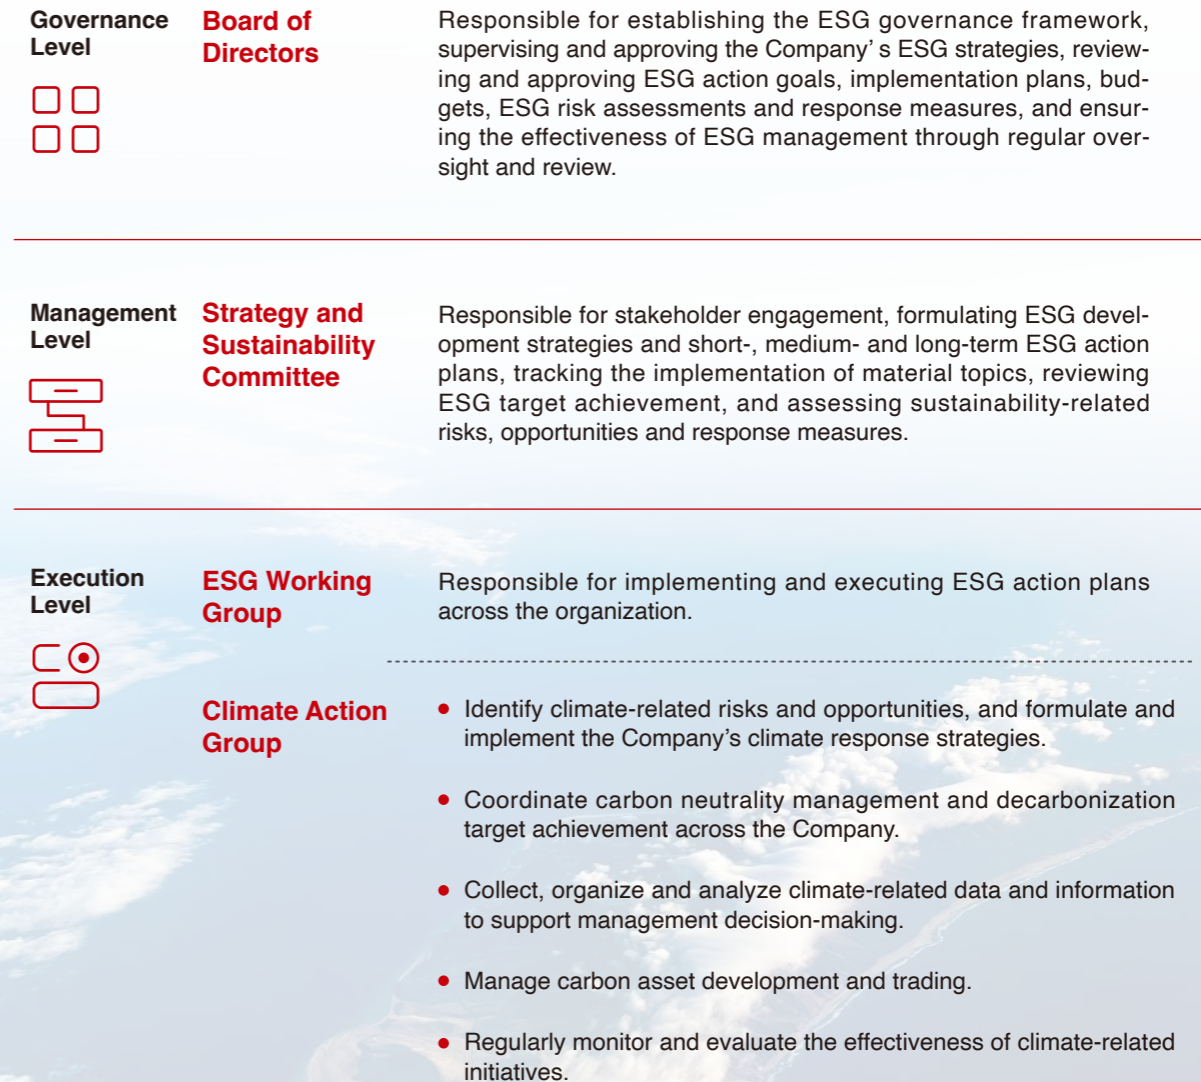 Governance
Level
Board of
Directors
Responsible for establishing the ESG governance framework,
supervising and approving the Company’ s ESG strategies, review-
ing and approving ESG action goals, implementation plans, bud-
gets, ESG risk assessments and response measures, and ensur-
ing the effectiveness of ESG management through regular over-
sight and review.
Management
Level
Strategy and
Sustainability
Committee
Responsible for stakeholder engagement, formulating ESG devel-
opment strategies and short-, medium- and long-term ESG action
plans, tracking the implementation of material topics, reviewing
ESG target achievement, and assessing sustainability-related
risks, opportunities and response measures.
Execution
Level
ESG Working
Group
Responsible for implementing and executing ESG action plans
across the organization.
Climate Action
Group
• Identify climate-related risks and opportunities, and formulate and
implement the Company’s climate response strategies.
• Coordinate carbon neutrality management and decarbonization
target achievement across the Company.
• Collect, organize and analyze climate-related data and information
to support management decision-making.
• Manage carbon asset development and trading.
• Regularly monitor and evaluate the effectiveness of climate-related
initiatives.